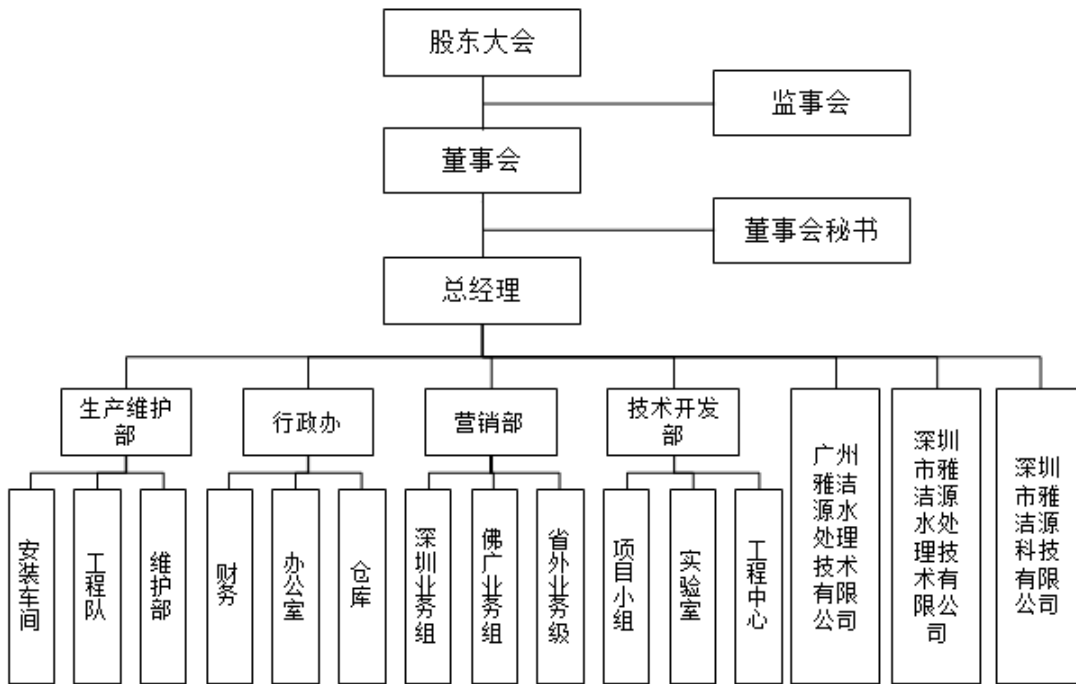 股东大会
监事会
董事会
董事会秘书
总经理
生产维护
部
行政办
营销部
技术开发
部
安装车间
工程队
维护部
财务
办公室
仓库
深圳业务组
佛广业务组
省外业务级
项目小组
实验室
工程中心
广州
雅洁
源水
处理
技术
有限
公司
深圳
市雅
洁源
水处
理技
术有
限公
司
深圳
市雅
洁源
科技
有限
公司